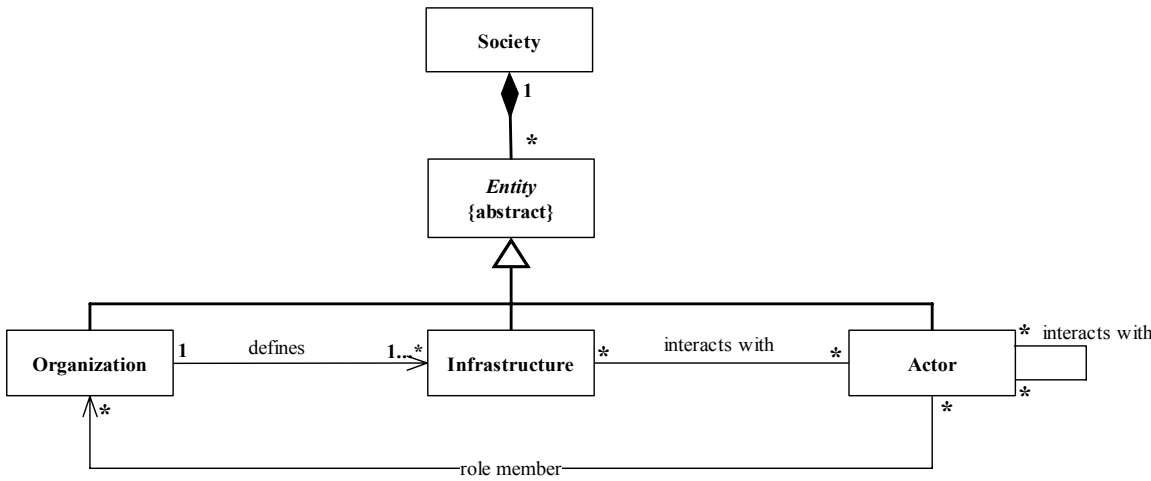 Society
1
*
Entity
{abstract}
Organization
1
defines
1...*
Infrastructure
*
interacts with
*
Actor
*
interacts with
*
*
*
role member